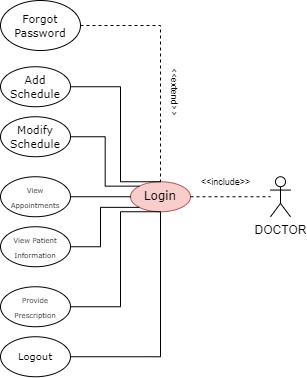 Forgot
Password
Add
Schedule
<<extend>>
Modify
Schedule
View
Appointments
Login
<<include>>
DOCTOR
View Patient
Information
Provide
Prescription
Logout